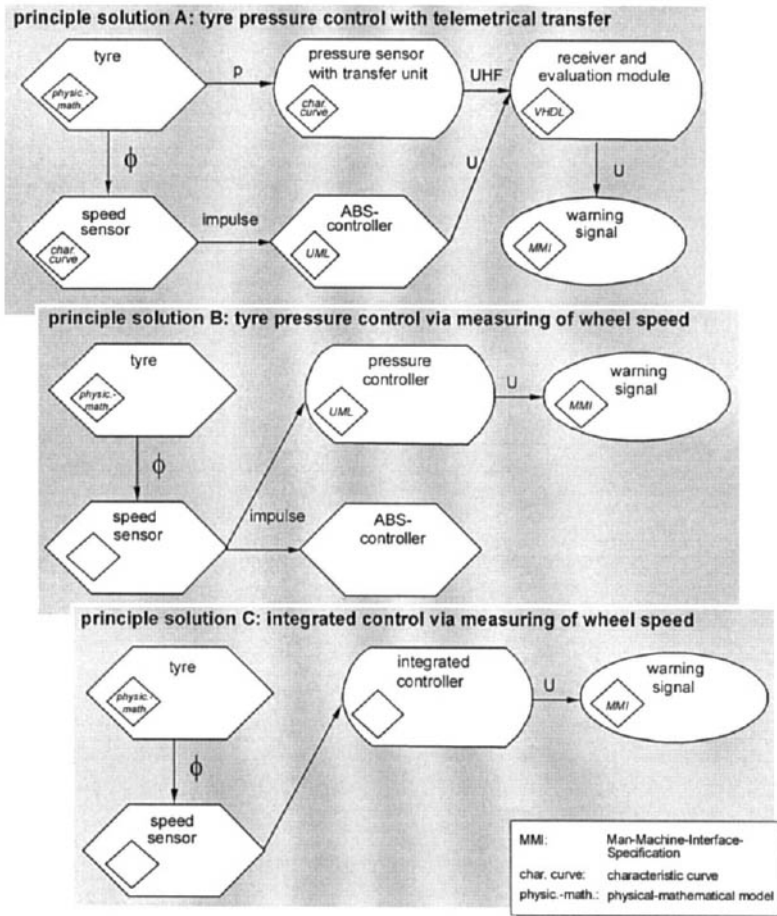 principle solution A: tyre pressure control with telemetrical transfer
tyre
physic.-
math.
p
pressure sensor
with transfer unit
char.
curve
UHF
receiver and
evaluation module
VHDL
ϕ
U
U
speed
sensor
char.
curve
impulse
ABS-
controller
UML
warning
signal
MMI
principle solution B: tyre pressure control via measuring of wheel speed
tyre
physic.-
math.
pressure
controller
UML
U
warning
signal
MMI
ϕ
speed
sensor
impulse
ABS-
controller
principle solution C: integrated control via measuring of wheel speed
tyre
physic.-
math.
integrated
controller
U
warning
signal
MMI
ϕ
speed
sensor
MMI: Man-Machine-Interface-
Specification
char. curve: characteristic curve
physic.-math.: physical-mathematical model